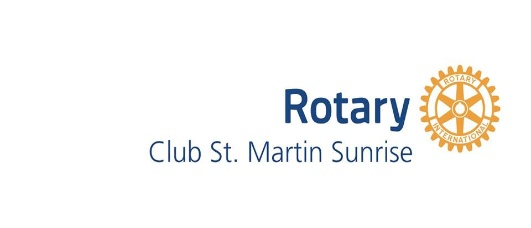 Rotary
Club St. Martin Sunrise
ROTARY
INTERNATIONAL